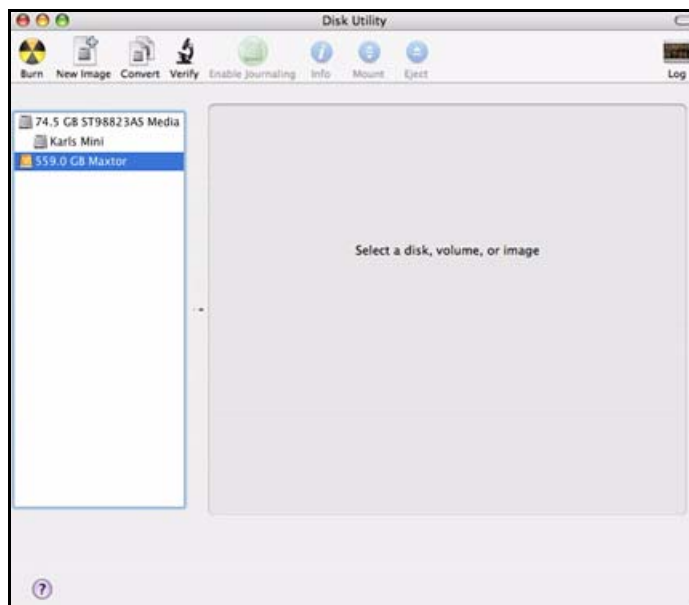 Disk Utility
Burn New Image Convert Verify Enable Journaling Info Mount Eject Log
74.5 GB ST98823AS Media
Karls Mini
559.0 GB Maxtor
Select a disk, volume, or image
?